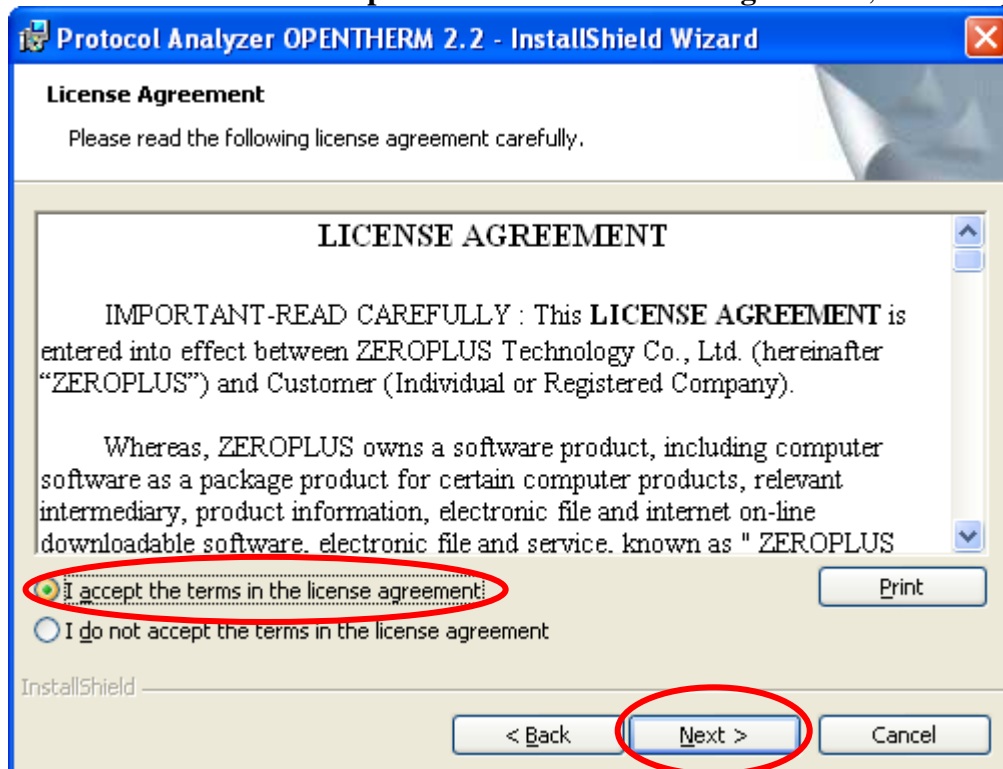 Protocol Analyzer OPENTHERM 2.2 - InstallShield Wizard
License Agreement
Please read the following license agreement carefully.
LICENSE AGREEMENT
IMPORTANT-READ CAREFULLY : This LICENSE AGREEMENT is
entered into effect between ZEROPLUS Technology Co., Ltd. (hereinafter
“ZEROPLUS”) and Customer (Individual or Registered Company).
Whereas, ZEROPLUS owns a software product, including computer
software as a package product for certain computer products, relevant
intermediary, product information, electronic file and internet on-line
downloadable software, electronic file and service, known as " ZEROPLUS
I accept the terms in the license agreement
Print
I do not accept the terms in the license agreement
InstallShield
< Back
Next >
Cancel